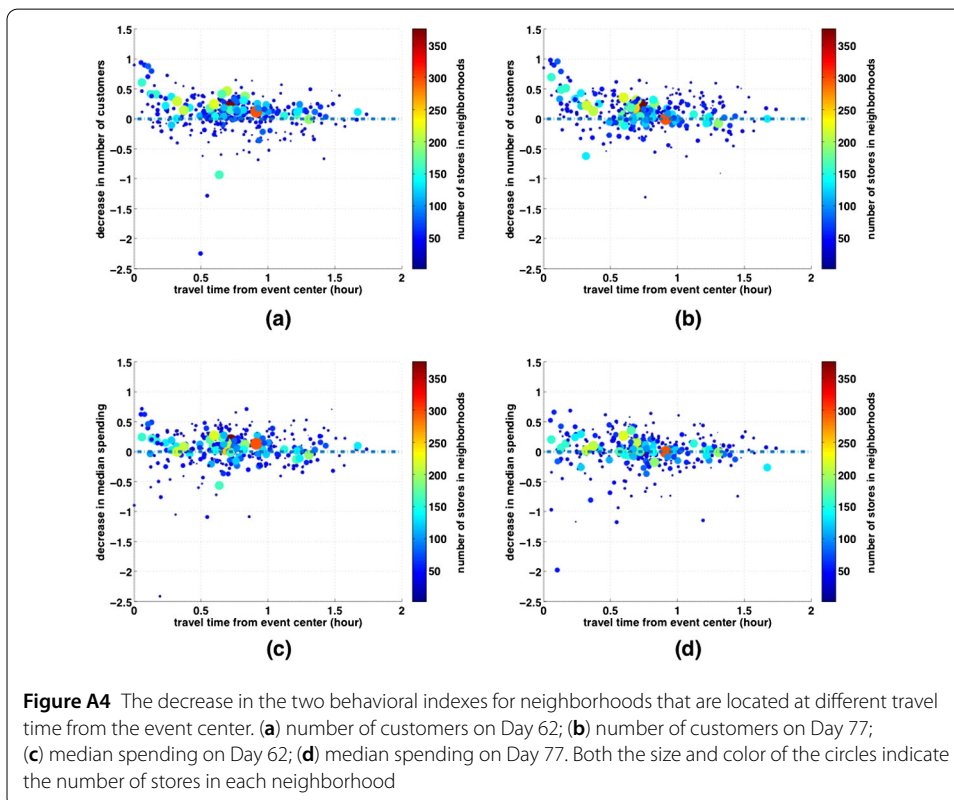 1.5
1
0.5
0
−0.5
−1
−1.5
−2
−2.5
decrease in number of customers
0 0.5 1 1.5 2
travel time from event center (hour)
350
300
250
200
150
100
50
number of stores in neighborhoods
(a)
1.5
1
0.5
0
−0.5
−1
−1.5
−2
−2.5
decrease in number of customers
0 0.5 1 1.5 2
travel time from event center (hour)
350
300
250
200
150
100
50
number of stores in neighborhoods
(b)
1.5
1
0.5
0
−0.5
−1
−1.5
−2
−2.5
decrease in median spending
0 0.5 1 1.5 2
travel time from event center (hour)
350
300
250
200
150
100
50
number of stores in neighborhoods
(c)
1.5
1
0.5
0
−0.5
−1
−1.5
−2
−2.5
decrease in median spending
0 0.5 1 1.5 2
travel time from event center (hour)
350
300
250
200
150
100
50
number of stores in neighborhoods
(d)
Figure A4 The decrease in the two behavioral indexes for neighborhoods that are located at different travel
time from the event center. (a) number of customers on Day 62; (b) number of customers on Day 77;
(c) median spending on Day 62; (d) median spending on Day 77. Both the size and color of the circles indicate
the number of stores in each neighborhood